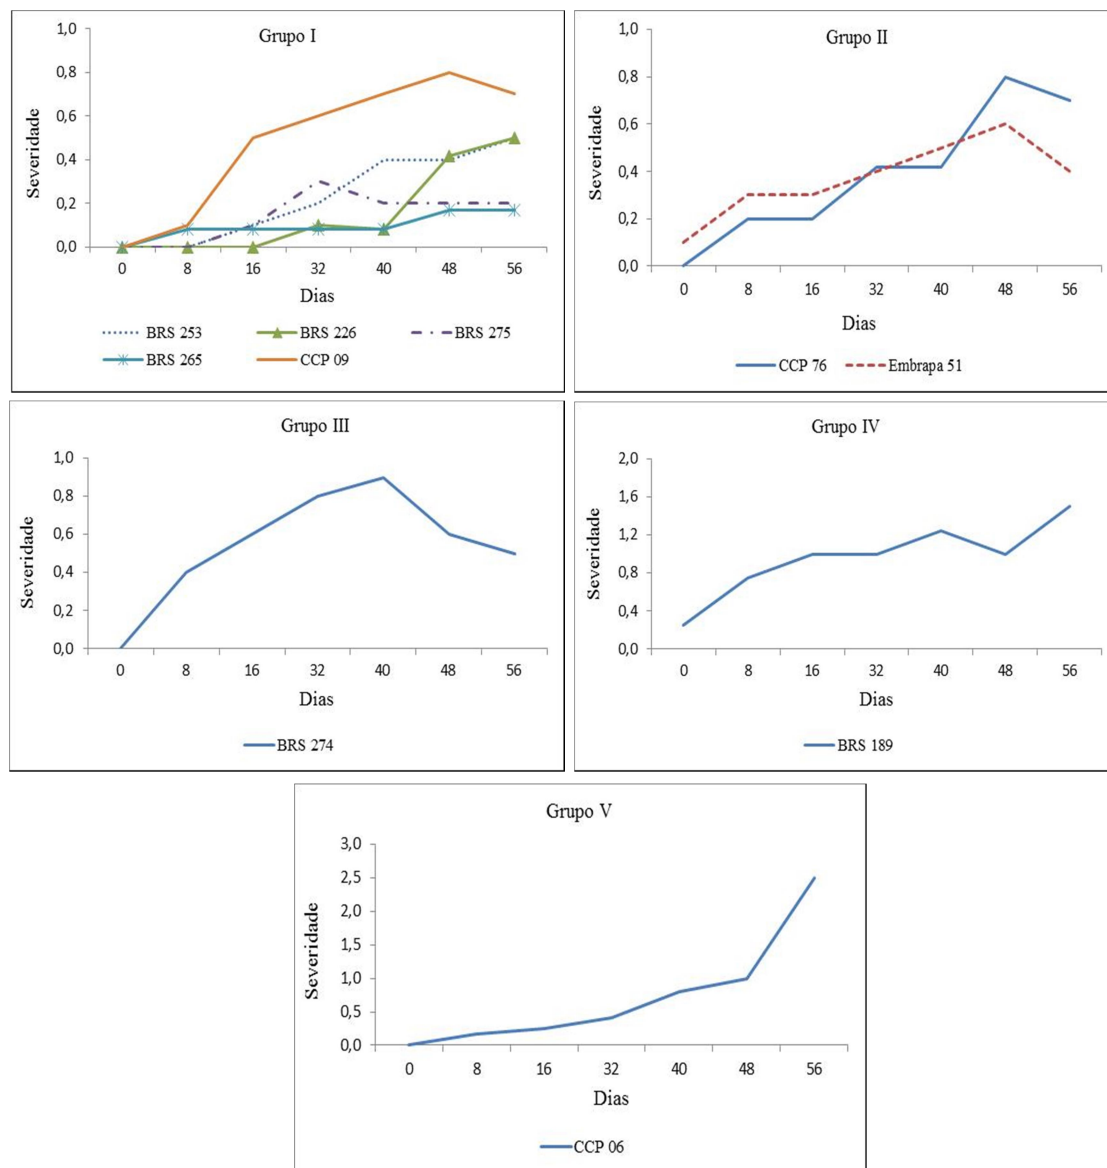 Grupo I
Severidade
1,0
0,8
0,6
0,4
0,2
0,0
0 8 16 32 40 48 56
Dias
BRS 253 BRS 226 BRS 275
BRS 265 CCP 09
Grupo II
Severidade
1,0
0,8
0,6
0,4
0,2
0,0
0 8 16 32 40 48 56
Dias
CCP 76 Embrapa 51
Grupo III
Severidade
1,0
0,8
0,6
0,4
0,2
0,0
0 8 16 32 40 48 56
Dias
BRS 274
Grupo IV
Severidade
2,0
1,6
1,2
0,8
0,4
0,0
0 8 16 32 40 48 56
Dias
BRS 189
Grupo V
Severidade
3,0
2,5
2,0
1,5
1,0
0,5
0,0
0 8 16 32 40 48 56
Dias
CCP 06